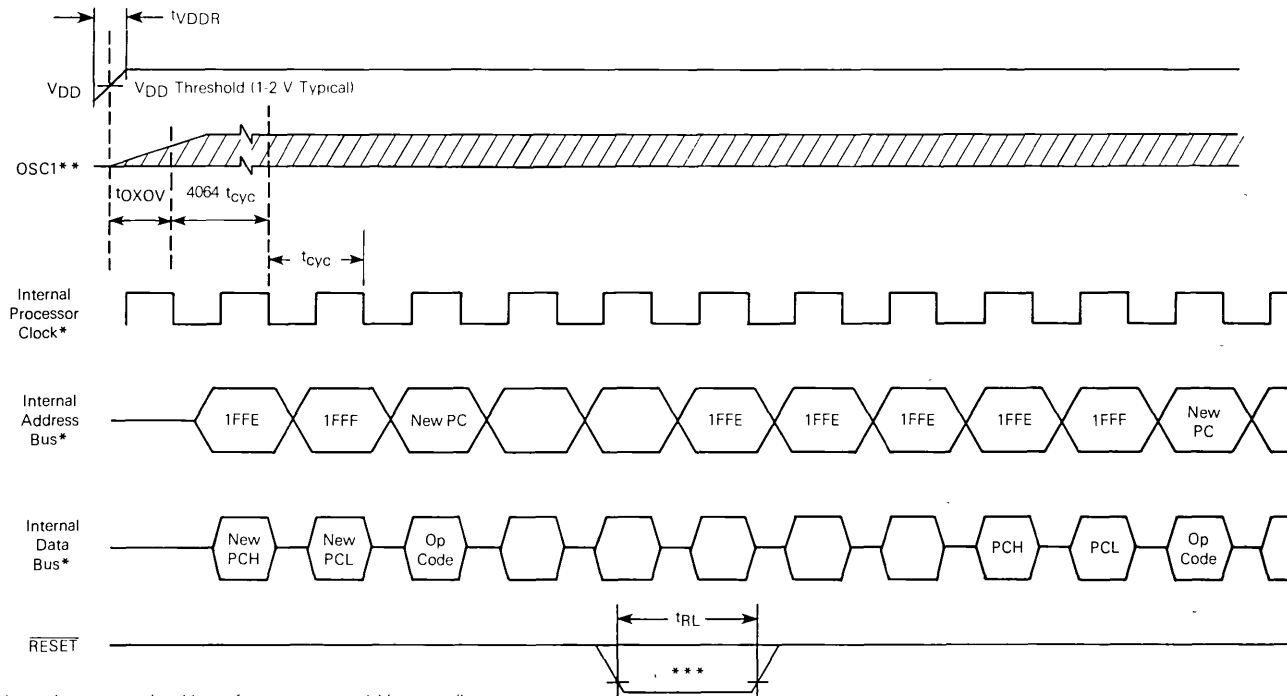 tVDDR
VDD
VDD Threshold (1-2 V Typical)
OSC1**
tOXOV
4064 tcyc
tcyc
Internal
Processor
Clock*
Internal
Address
Bus*
1FFE
1FFF
New PC
1FFE
1FFE
1FFE
1FFE
1FFF
New
PC
Internal
Data
Bus*
New
PCH
New
PCL
Op
Code
PCH
PCL
Op
Code
tRL
RESET
***